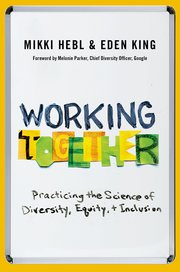 MIKKI HEBL & EDEN KING
Foreword by Melonie Parker, Chief Diversity Officer, Google
WORKING
TOGETHER
Practicing the Science of
Diversity, Equity, + Inclusion